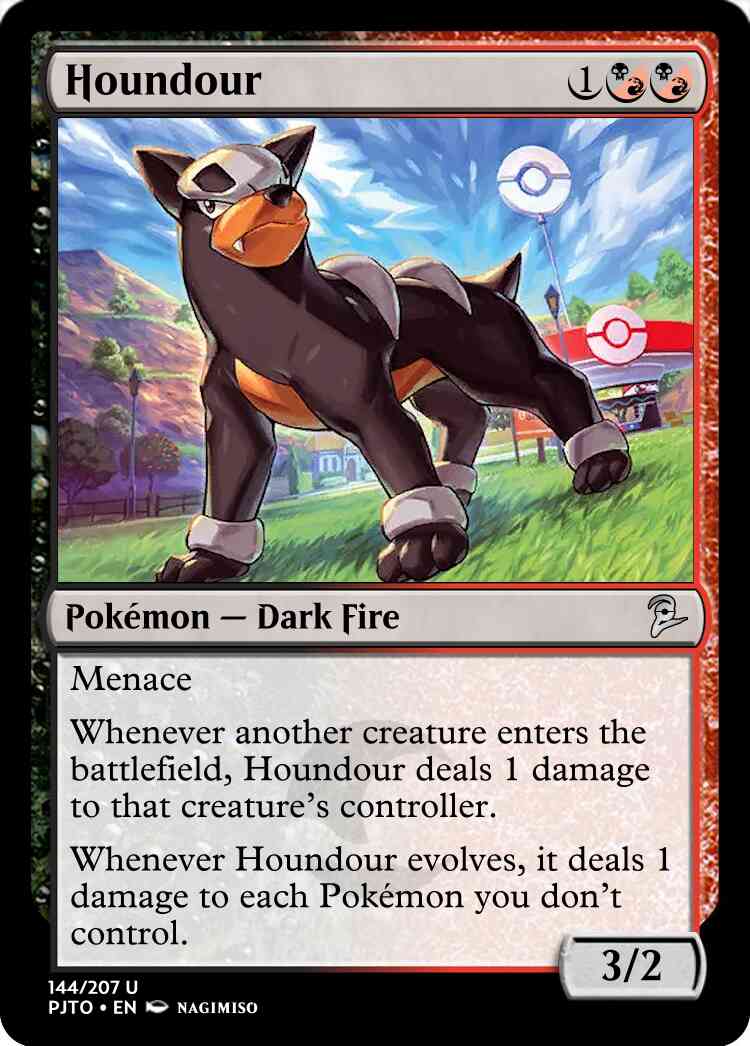 Houndour 1
Pokémon — Dark Fire
Menace
Whenever another creature enters the
battlefield, Houndour deals 1 damage
to that creature's controller.
Whenever Houndour evolves, it deals 1
damage to each Pokémon you don't
control.
3/2
144/207 U
PJTO • EN NAGIMISO